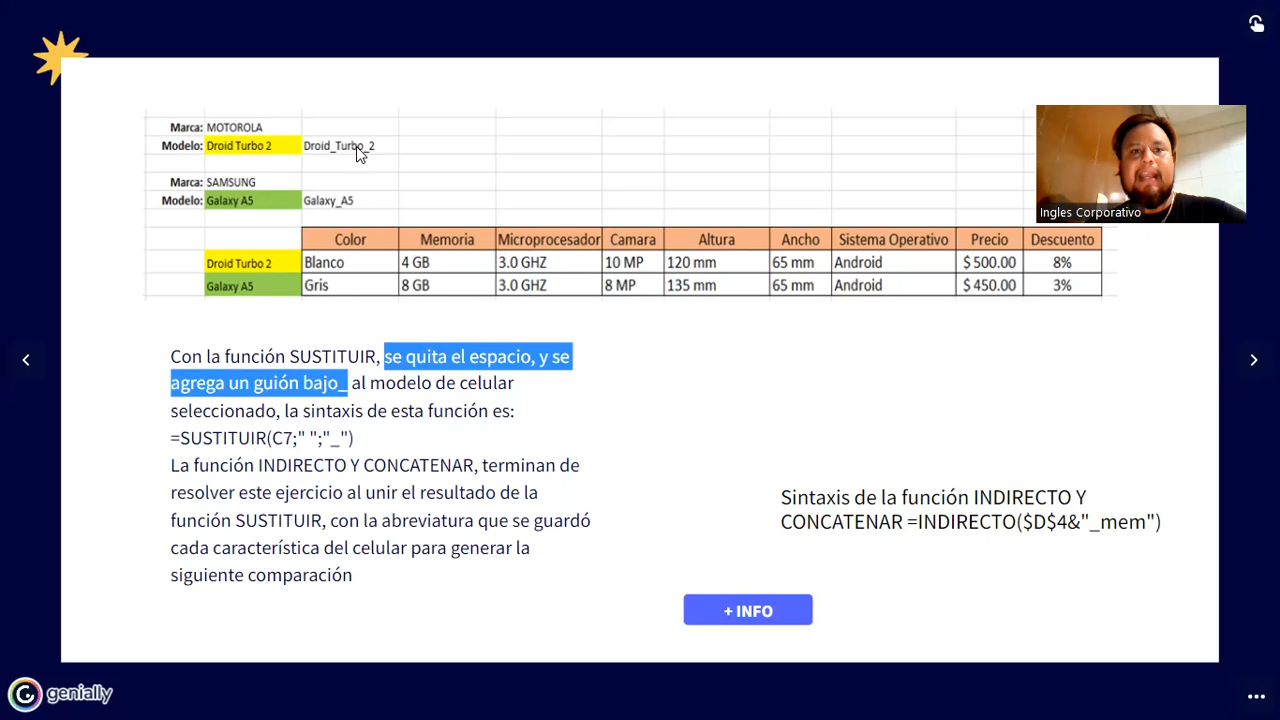 Marca: MOTOROLA
Modelo: Droid Turbo 2 Droid_Turbo_2
Marca: SAMSUNG
Modelo: Galaxy A5 Galaxy_A5
Color Memoria Microprocesador Camara Altura Ancho Sistema Operativo Precio Descuento
Droid Turbo 2 Blanco 4 GB 3.0 GHZ 10 MP 120 mm 65 mm Android $ 500.00 8%
Galaxy A5 Gris 8 GB 3.0 GHZ 8 MP 135 mm 65 mm Android $ 450.00 3%
Ingles Corporativo
Con la función SUSTITUIR, se quita el espacio, y se
agrega un guión bajo_ al modelo de celular
seleccionado, la sintaxis de esta función es:
=SUSTITUIR(C7;" ";"_")
La función INDIRECTO Y CONCATENAR, terminan de
resolver este ejercicio al unir el resultado de la
función SUSTITUIR, con la abreviatura que se guardó
cada característica del celular para generar la
siguiente comparación
Sintaxis de la función INDIRECTO Y
CONCATENAR =INDIRECTO($D$4&"_mem")
+ INFO
genially